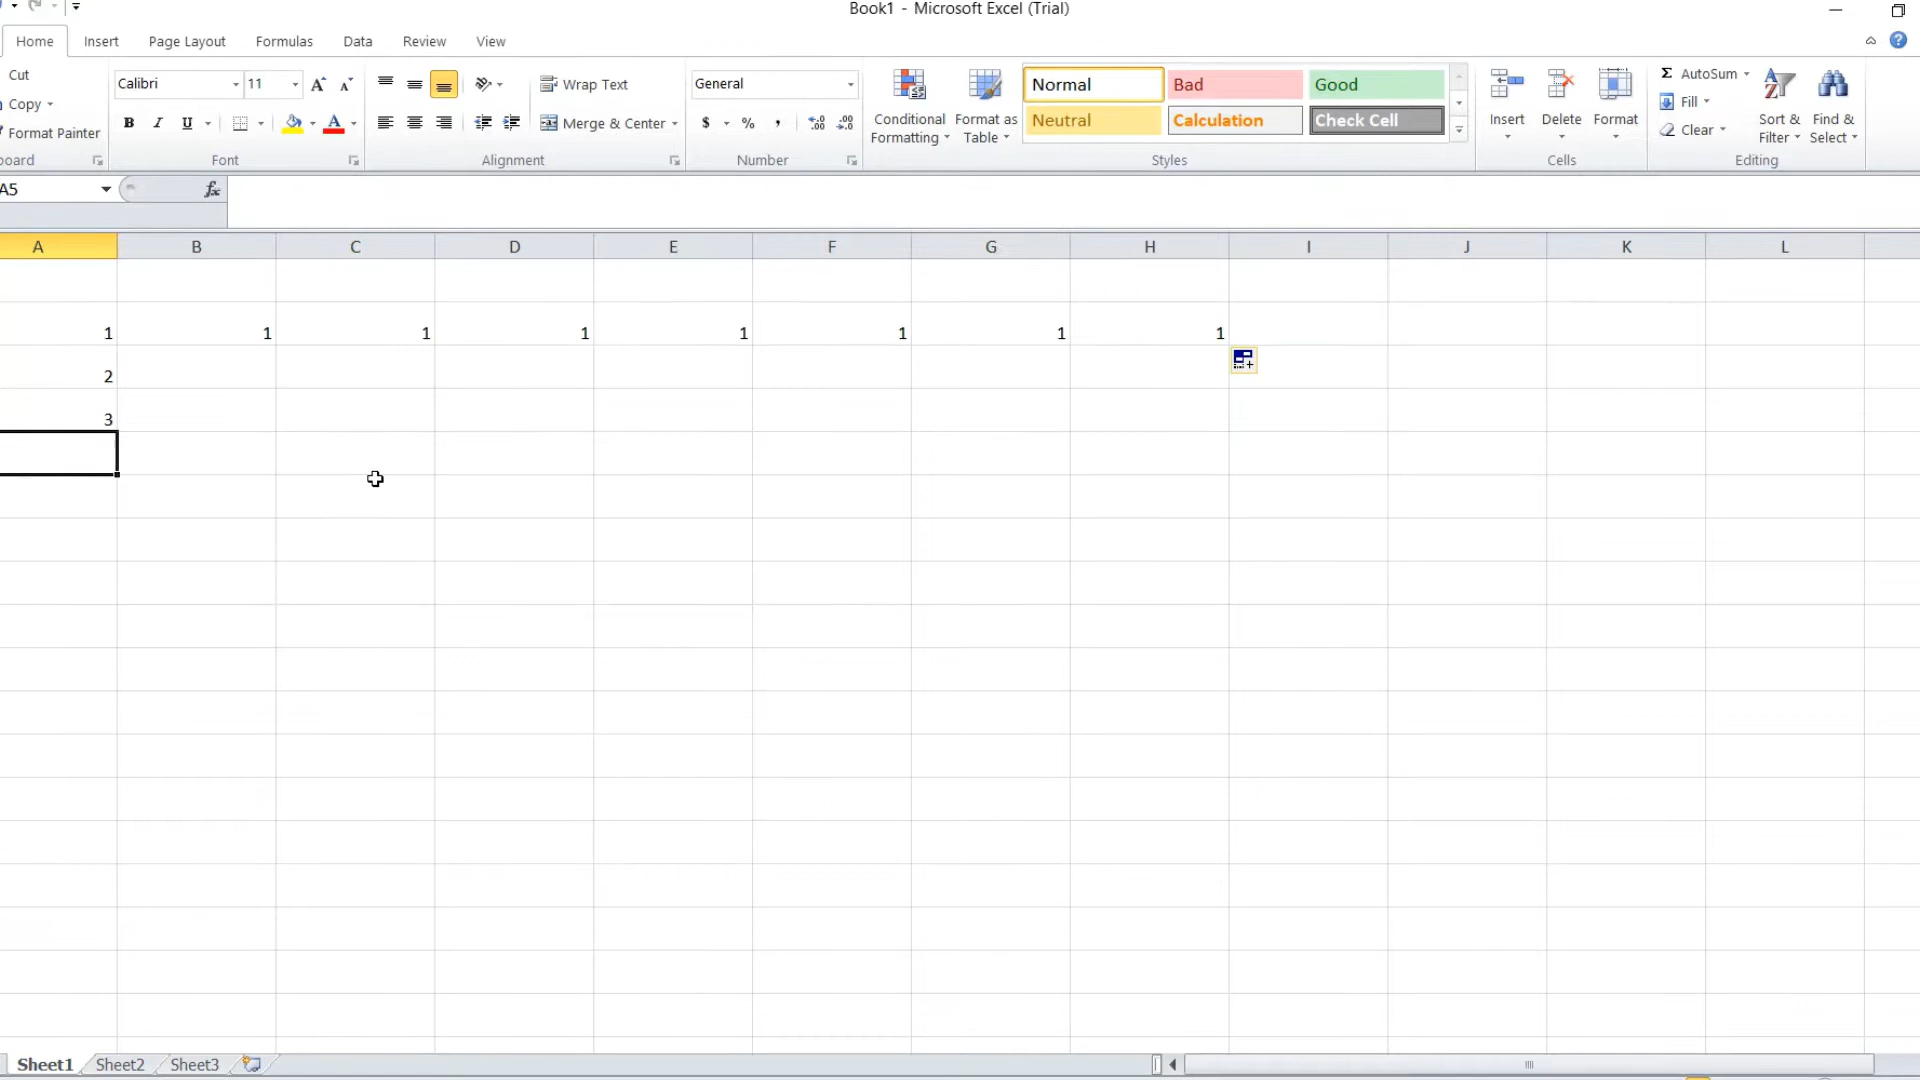 Book1 - Microsoft Excel (Trial)
Home Insert Page Layout Formulas Data Review View
Cut
Copy
Format Painter
Calibri 11
B I U
Font
Wrap Text
Merge & Center
Alignment
General
$ % ,
Number
Conditional Formatting
Format as Table
Normal Bad Good
Neutral Calculation Check Cell
Styles
Insert Delete Format
Cells
Σ AutoSum
Fill
Clear
Sort & Filter
Find & Select
Editing
A5 fx
A B C D E F G H I J K L
1 1 1 1 1 1 1 1
2
3
Sheet1 Sheet2 Sheet3